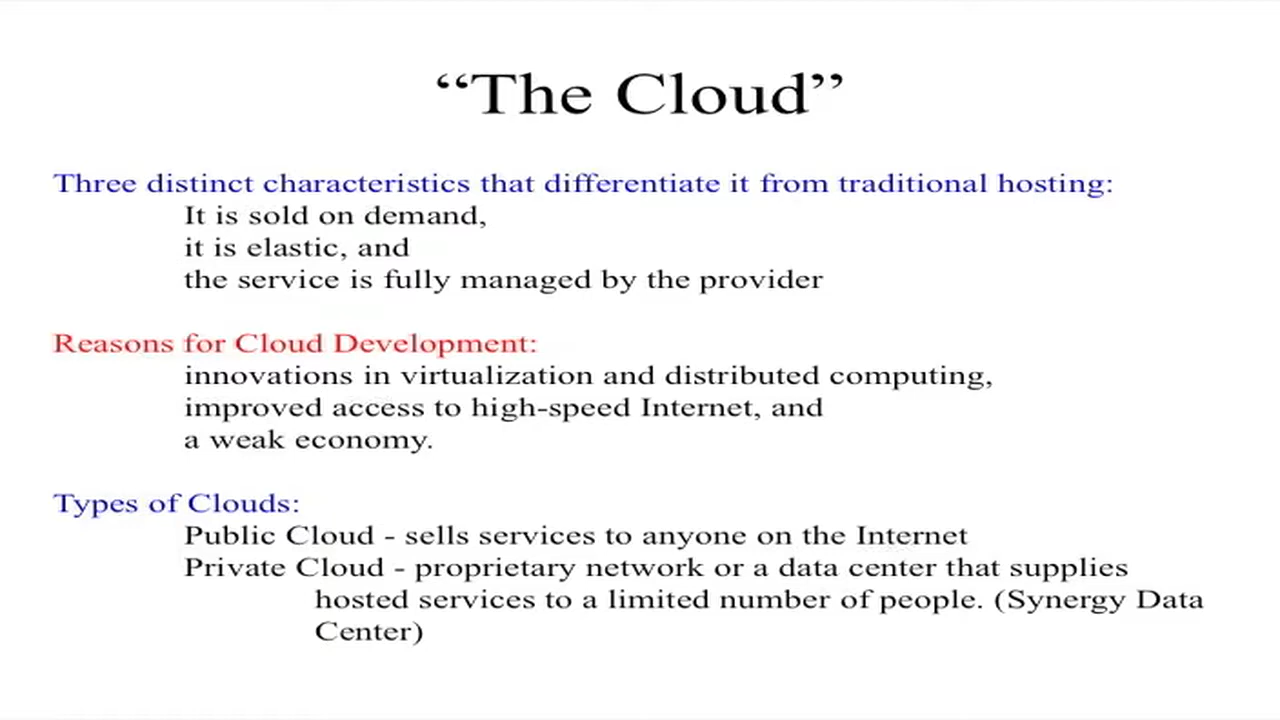 “The Cloud”
Three distinct characteristics that differentiate it from traditional hosting:
It is sold on demand,
it is elastic, and
the service is fully managed by the provider
Reasons for Cloud Development:
innovations in virtualization and distributed computing,
improved access to high-speed Internet, and
a weak economy.
Types of Clouds:
Public Cloud - sells services to anyone on the Internet
Private Cloud - proprietary network or a data center that supplies
hosted services to a limited number of people. (Synergy Data
Center)